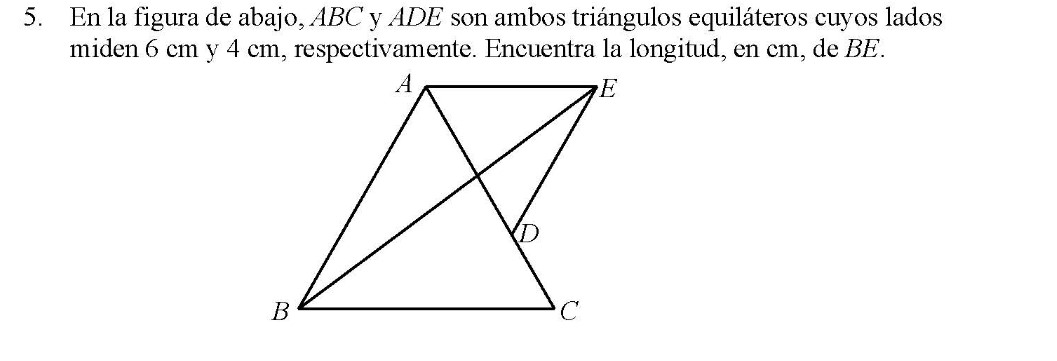 5. En la figura de abajo, ABC y ADE son ambos triángulos equiláteros cuyos lados
miden 6 cm y 4 cm, respectivamente. Encuentra la longitud, en cm, de BE.
A
E
D
B
C